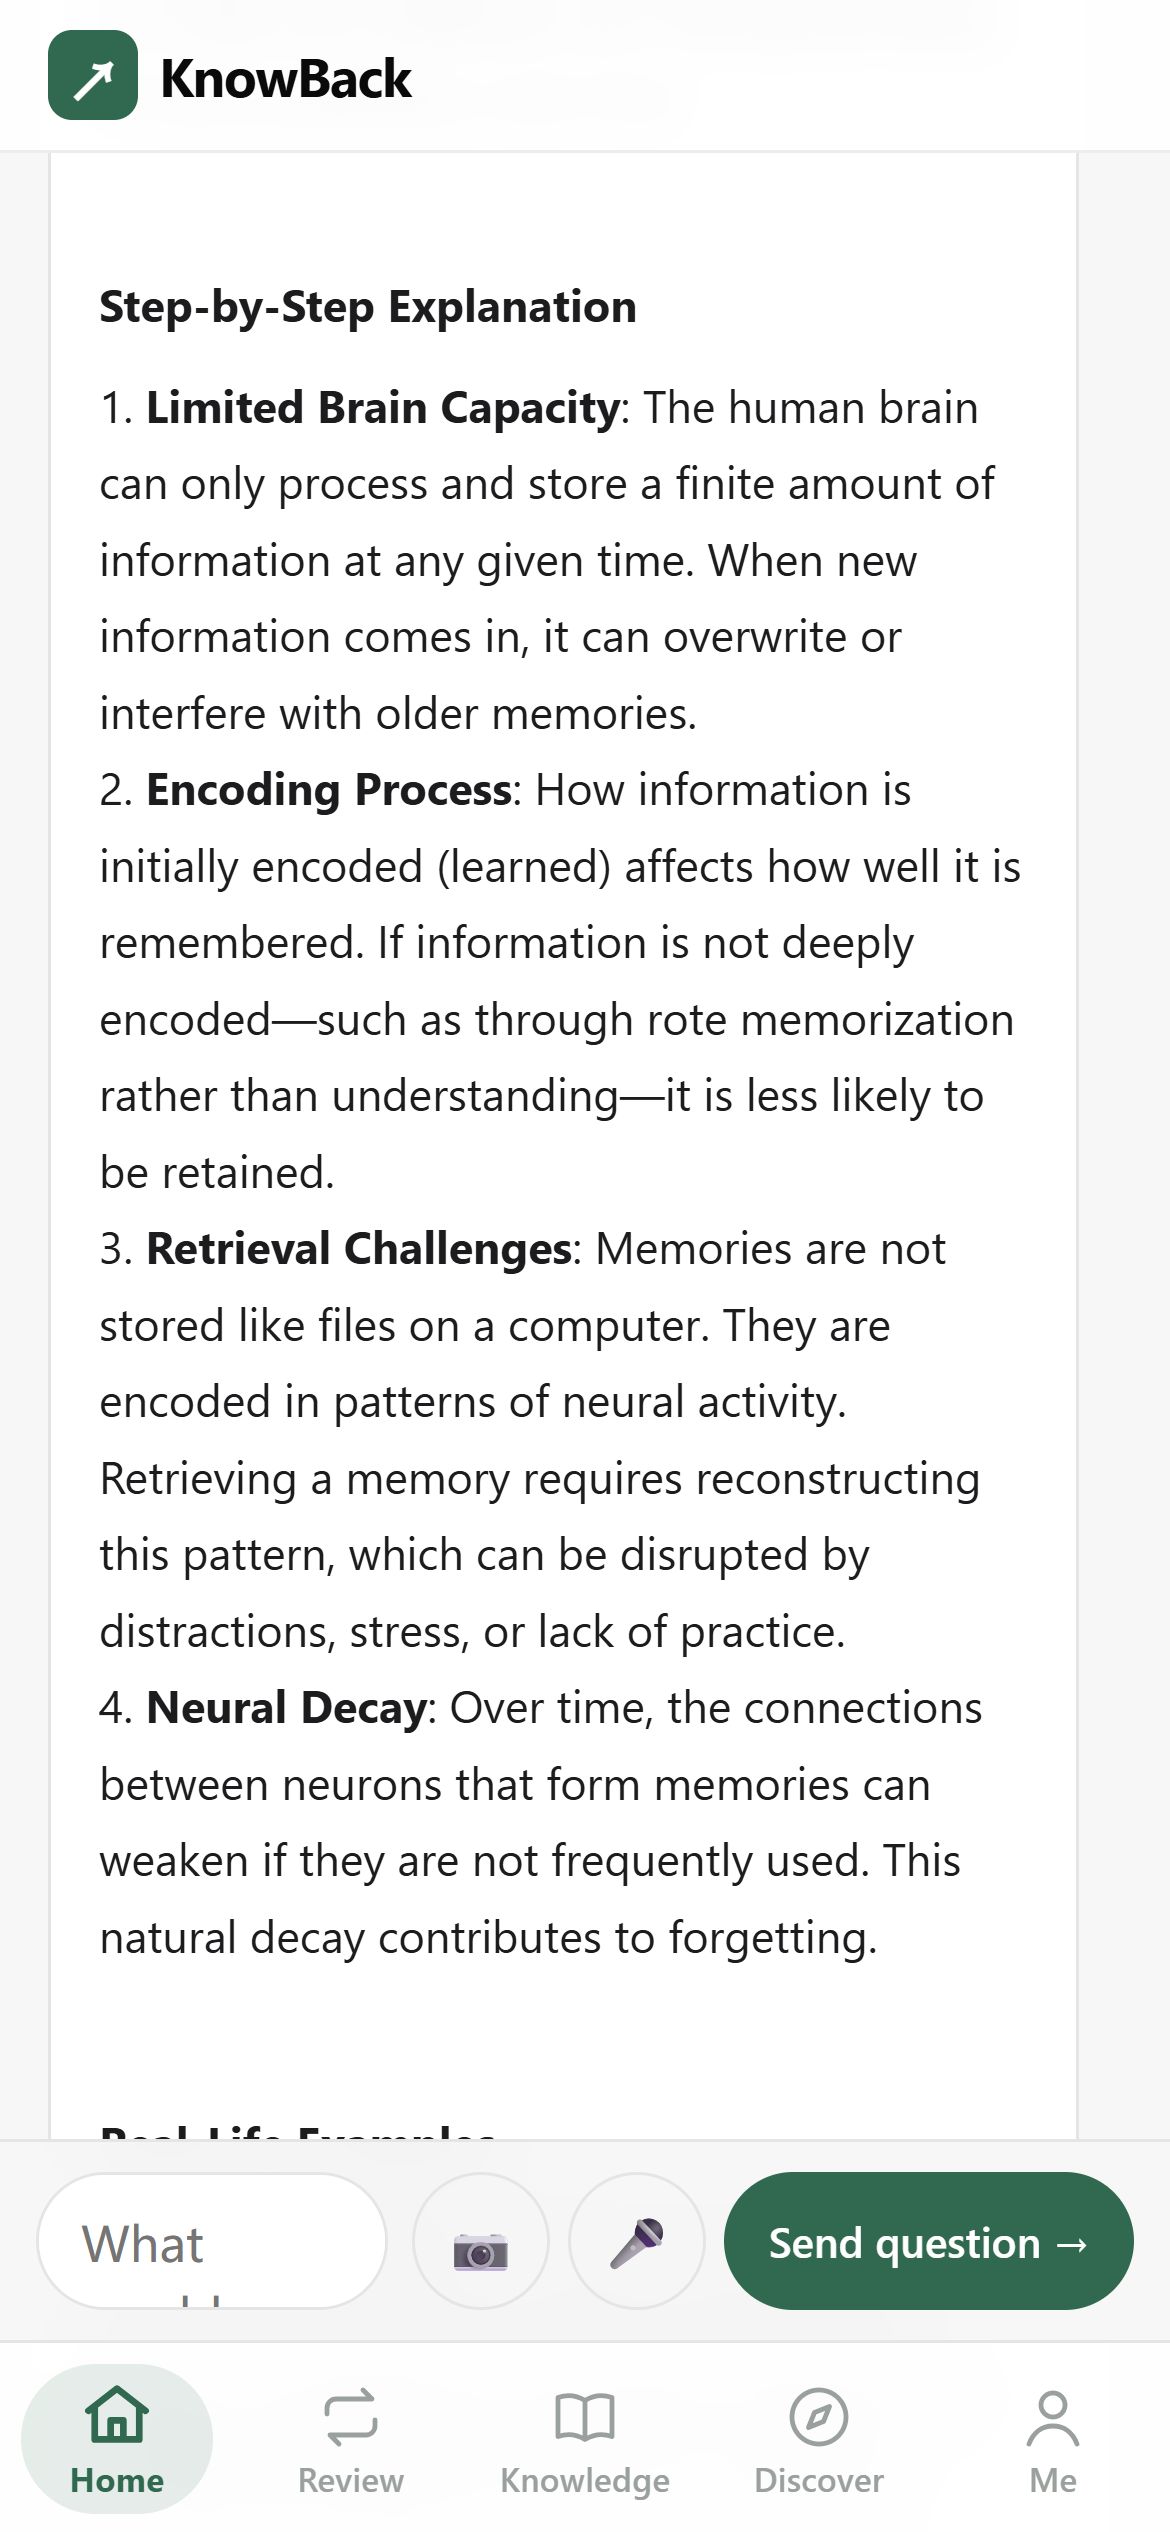 KnowBack
Step-by-Step Explanation
1. Limited Brain Capacity: The human brain
can only process and store a finite amount of
information at any given time. When new
information comes in, it can overwrite or
interfere with older memories.
2. Encoding Process: How information is
initially encoded (learned) affects how well it is
remembered. If information is not deeply
encoded—such as through rote memorization
rather than understanding—it is less likely to
be retained.
3. Retrieval Challenges: Memories are not
stored like files on a computer. They are
encoded in patterns of neural activity.
Retrieving a memory requires reconstructing
this pattern, which can be disrupted by
distractions, stress, or lack of practice.
4. Neural Decay: Over time, the connections
between neurons that form memories can
weaken if they are not frequently used. This
natural decay contributes to forgetting.
Real-Life Examples
What
Send question →
Home
Review
Knowledge
Discover
Me